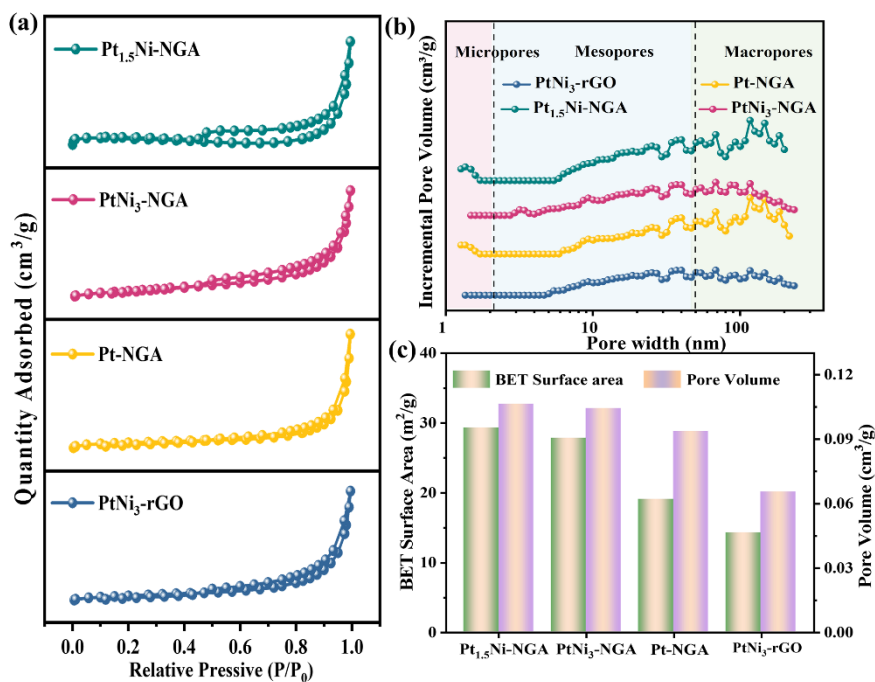 (a)
Pt₁.₅Ni-NGA
PtNi₃-NGA
Pt-NGA
PtNi₃-rGO
Quantity Adsorbed (cm³/g)
0.0 0.2 0.4 0.6 0.8 1.0
Relative Pressive (P/P₀)
(b)
Micropores Mesopores Macropores
PtNi₃-rGO Pt-NGA
Pt₁.₅Ni-NGA PtNi₃-NGA
Incremental Pore Volume (cm³/g)
1 10 100
Pore width (nm)
(c)
BET Surface area Pore Volume
BET Surface Area (m²/g)
40
30
20
10
0
Pore Volume (cm³/g)
0.12
0.09
0.06
0.03
0.00
Pt₁.₅Ni-NGA PtNi₃-NGA Pt-NGA PtNi₃-rGO